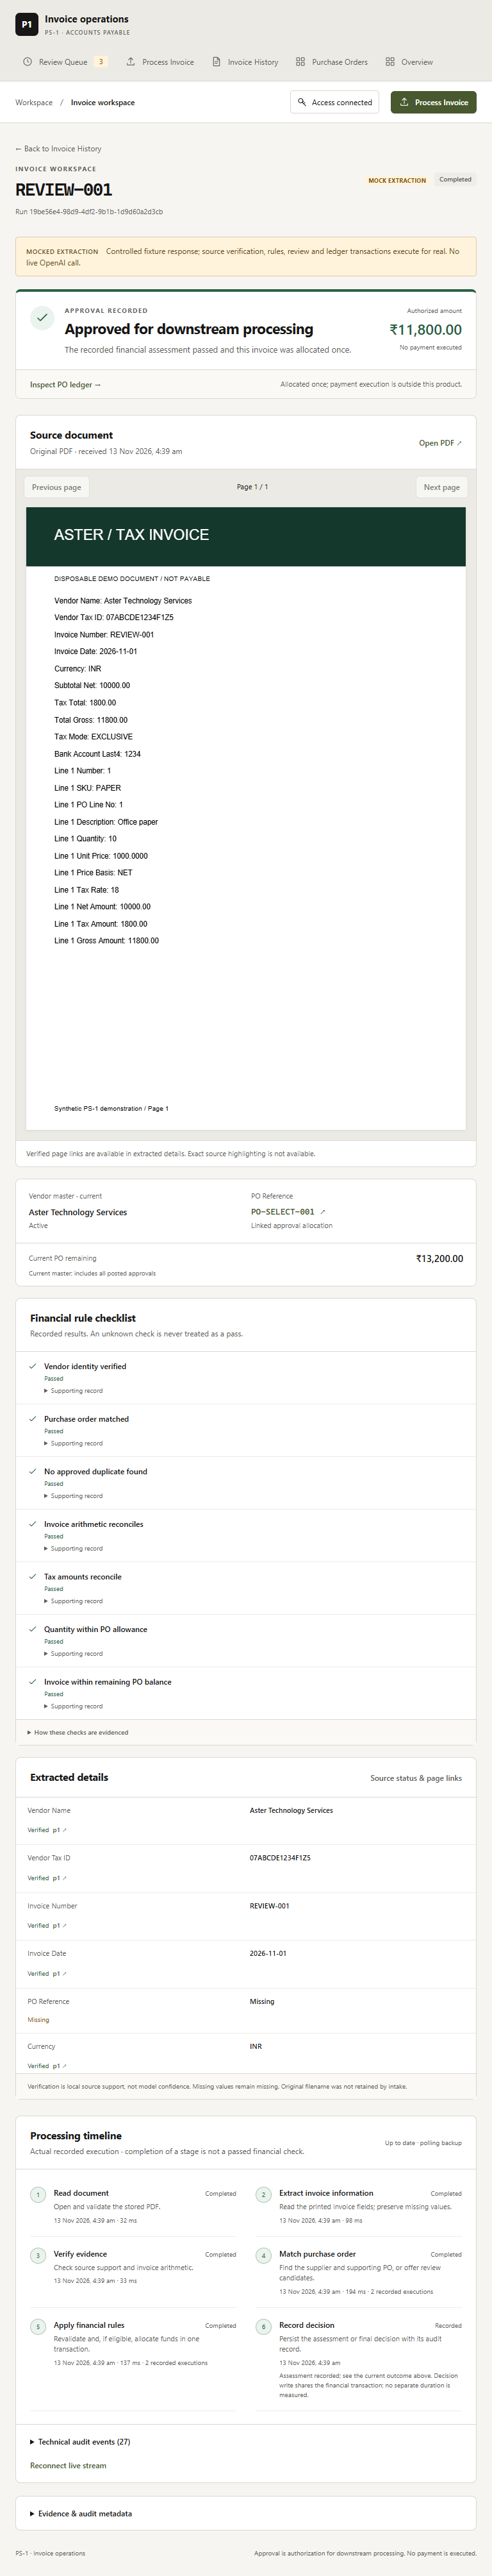 P1
Invoice operations
PS-1 · ACCOUNTS PAYABLE
Review Queue 3
Process Invoice
Invoice History
Purchase Orders
Overview
Workspace / Invoice workspace
Access connected
Process Invoice
← Back to Invoice History
INVOICE WORKSPACE
REVIEW-001
MOCK EXTRACTION
Completed
Run 19be56e4-98d9-4df2-9b1b-1d9d60a2d3cb
MOCKED EXTRACTION Controlled fixture response; source verification, rules, review and ledger transactions execute for real. No
live OpenAI call.
APPROVAL RECORDED
Approved for downstream processing
The recorded financial assessment passed and this invoice was allocated once.
Authorized amount
₹11,800.00
No payment executed
Inspect PO ledger →
Allocated once; payment execution is outside this product.
Source document
Original PDF · received 13 Nov 2026, 4:39 am
Open PDF ↗
Previous page
Page 1 / 1
Next page
ASTER / TAX INVOICE
DISPOSABLE DEMO DOCUMENT / NOT PAYABLE
Vendor Name: Aster Technology Services
Vendor Tax ID: 07ABCDE1234F1Z5
Invoice Number: REVIEW-001
Invoice Date: 2026-11-01
Currency: INR
Subtotal Net: 10000.00
Tax Total: 1800.00
Total Gross: 11800.00
Tax Mode: EXCLUSIVE
Bank Account Last4: 1234
Line 1 Number: 1
Line 1 SKU: PAPER
Line 1 PO Line No: 1
Line 1 Description: Office paper
Line 1 Quantity: 10
Line 1 Unit Price: 1000.0000
Line 1 Price Basis: NET
Line 1 Tax Rate: 18
Line 1 Net Amount: 10000.00
Line 1 Tax Amount: 1800.00
Line 1 Gross Amount: 11800.00
Synthetic PS-1 demonstration / Page 1
Verified page links are available in extracted details. Exact source highlighting is not available.
Vendor master · current
Aster Technology Services
Active
PO Reference
PO-SELECT-001 ↗
Linked approval allocation
Current PO remaining
₹13,200.00
Current master; includes all posted approvals
Financial rule checklist
Recorded results. An unknown check is never treated as a pass.
Vendor identity verified
Passed
▶ Supporting record
Purchase order matched
Passed
▶ Supporting record
No approved duplicate found
Passed
▶ Supporting record
Invoice arithmetic reconciles
Passed
▶ Supporting record
Tax amounts reconcile
Passed
▶ Supporting record
Quantity within PO allowance
Passed
▶ Supporting record
Invoice within remaining PO balance
Passed
▶ Supporting record
▶ How these checks are evidenced
Extracted details
Source status & page links
Vendor Name
Aster Technology Services
Verified p1 ↗
Vendor Tax ID
07ABCDE1234F1Z5
Verified p1 ↗
Invoice Number
REVIEW-001
Verified p1 ↗
Invoice Date
2026-11-01
Verified p1 ↗
PO Reference
Missing
Missing
Currency
INR
Verified p1 ↗
Verification is local source support, not model confidence. Missing values remain missing. Original filename was not retained by intake.
Processing timeline
Actual recorded execution · completion of a stage is not a passed financial check.
Up to date · polling backup
1 Read document Completed
Open and validate the stored PDF.
13 Nov 2026, 4:39 am · 32 ms
2 Extract invoice information Completed
Read the printed invoice fields; preserve missing values.
13 Nov 2026, 4:39 am · 98 ms
3 Verify evidence Completed
Check source support and invoice arithmetic.
13 Nov 2026, 4:39 am · 33 ms
4 Match purchase order Completed
Find the supplier and supporting PO, or offer review
candidates.
13 Nov 2026, 4:39 am · 194 ms · 2 recorded executions
5 Apply financial rules Completed
Revalidate and, if eligible, allocate funds in one
transaction.
13 Nov 2026, 4:39 am · 137 ms · 2 recorded executions
6 Record decision Recorded
Persist the assessment or final decision with its audit
record.
13 Nov 2026, 4:39 am
Assessment recorded; see the current outcome above. Decision
write shares the financial transaction; no separate duration is
measured.
▶ Technical audit events (27)
Reconnect live stream
▶ Evidence & audit metadata
PS-1 · Invoice operations
Approval is authorization for downstream processing. No payment is executed.